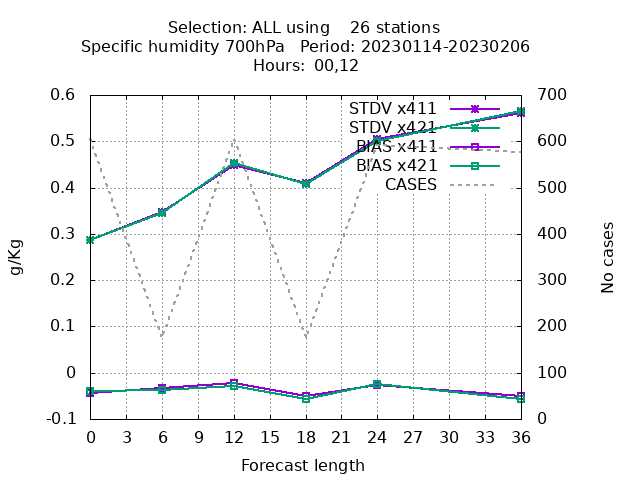 Selection: ALL using 26 stations
Specific humidity 700hPa Period: 20230114-20230206
Hours: 00,12
0.6
0.5
0.4
0.3
0.2
0.1
0
-0.1
g/Kg
STDV x411
STDV x421
BIAS x411
BIAS x421
CASES
700
600
500
400
300
200
100
0
No cases
0 3 6 9 12 15 18 21 24 27 30 33 36
Forecast length